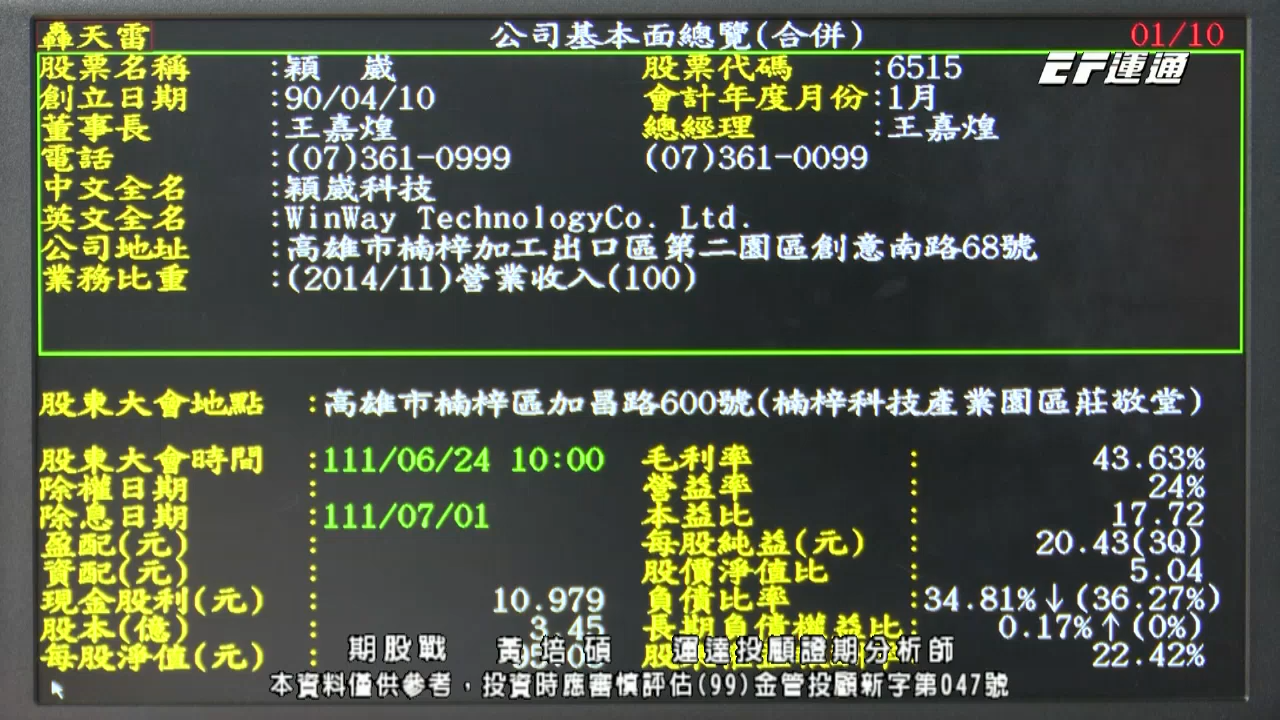 轟天雷 公司基本面總覽(合併) 01/10
EF運通
股票名稱 :穎 崴 股票代碼 :6515
創立日期 :90/04/10 會計年度月份:1月
董事長 :王嘉煌 總經理 :王嘉煌
電話 :(07)361-0999 (07)361-0099
中文全名 :穎崴科技
英文全名 :WinWay TechnologyCo. Ltd.
公司地址 :高雄市楠梓加工出口區第二園區創意南路68號
業務比重 :(2014/11)營業收入(100)
股東大會地點 :高雄市楠梓區加昌路600號(楠梓科技產業園區莊敬堂)
股東大會時間 :111/06/24 10:00 毛利率 : 43.63%
除權日期 : 營益率 : 24%
除息日期 :111/07/01 本益比 : 17.72
盈配(元) : 每股純益(元) : 20.43(3Q)
資配(元) : 股價淨值比 : 5.04
現金股利(元) : 10.979 負債比率 :34.81%↓(36.27%)
股本(億) : 3.45 長期負債權益比: 0.17%↑(0%)
每股淨值(元) : 股 22.42%
期股戰 黃培碩 運達投顧證期分析師
本資料僅供參考，投資時應審慎評估(99)金管投顧新字第047號